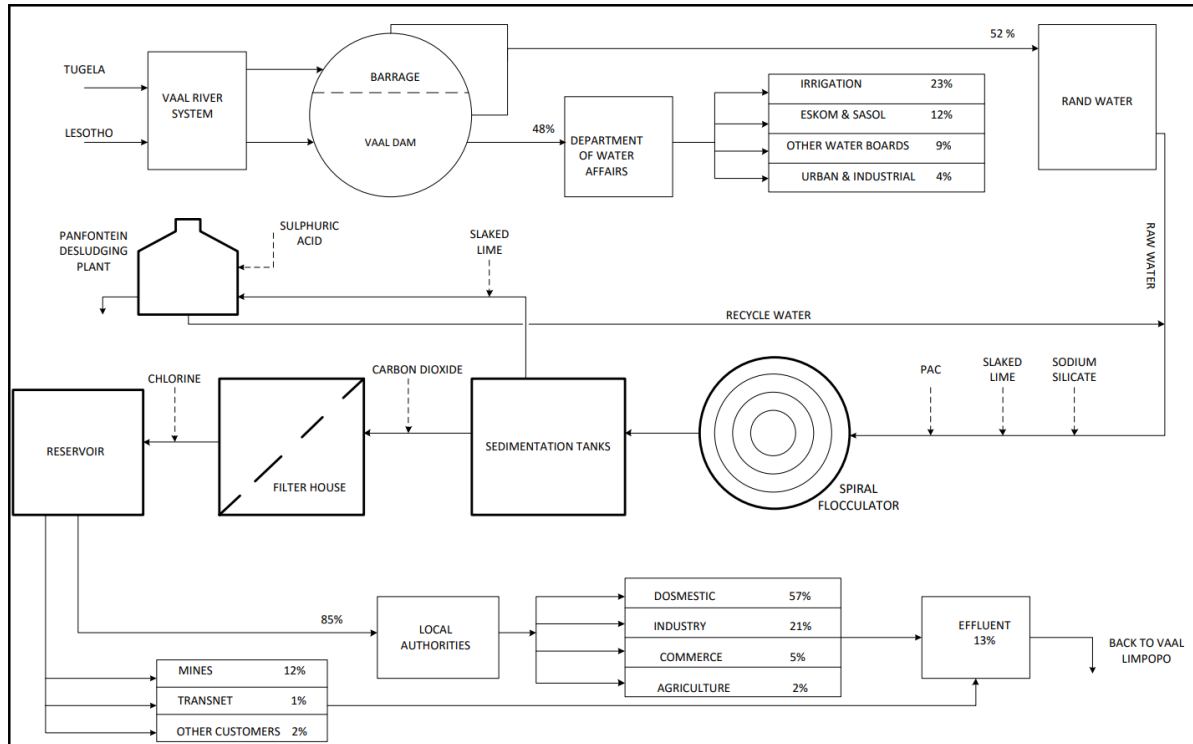 TUGELA
LESOTHO
VAAL RIVER
SYSTEM
BARRAGE
VAAL DAM
52 %
48%
DEPARTMENT
OF WATER
AFFAIRS
IRRIGATION 23%
ESKOM & SASOL 12%
OTHER WATER BOARDS 9%
URBAN & INDUSTRIAL 4%
RAND WATER
RAW WATER
PANFONTEIN
DESLUDGING
PLANT
SULPHURIC
ACID
SLAKED
LIME
RECYCLE WATER
PAC
SLAKED
LIME
SODIUM
SILICATE
SPIRAL
FLOCCULATOR
SEDIMENTATION TANKS
CARBON DIOXIDE
FILTER HOUSE
CHLORINE
RESERVOIR
85%
LOCAL
AUTHORITIES
DOSMESTIC 57%
INDUSTRY 21%
COMMERCE 5%
AGRICULTURE 2%
EFFLUENT
13%
BACK TO VAAL
LIMPOPO
MINES 12%
TRANSNET 1%
OTHER CUSTOMERS 2%